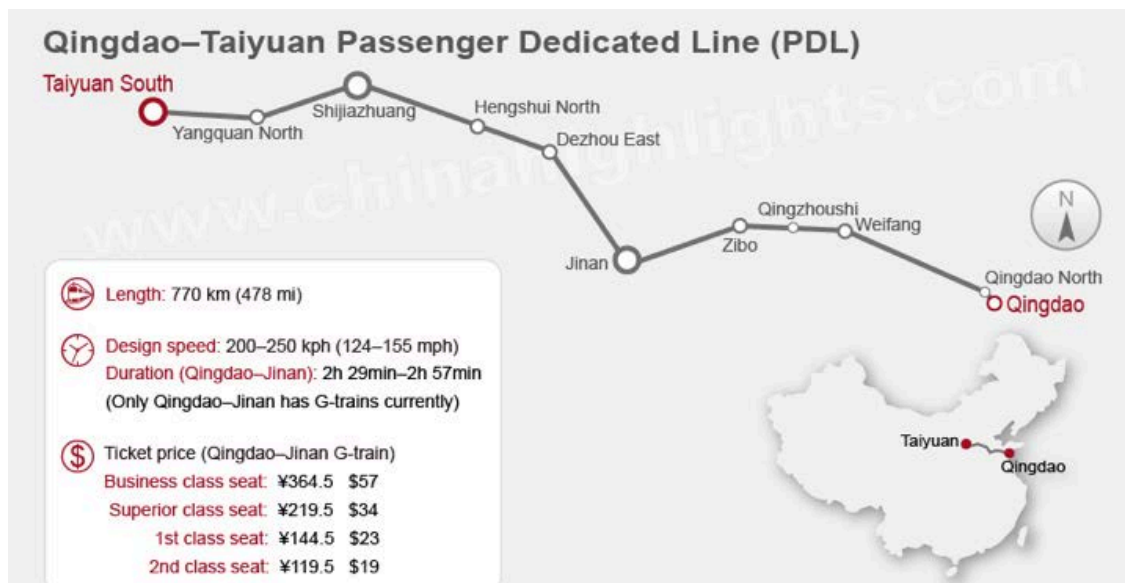 Qingdao–Taiyuan Passenger Dedicated Line (PDL)
Taiyuan South
Yangquan North
Shijiazhuang
Hengshui North
Dezhou East
Jinan
Zibo
Qingzhoushi
Weifang
Qingdao North
Qingdao
N
www.chinahighlights.com
Length: 770 km (478 mi)
Design speed: 200–250 kph (124–155 mph)
Duration (Qingdao–Jinan): 2h 29min–2h 57min
(Only Qingdao–Jinan has G-trains currently)
$ Ticket price (Qingdao–Jinan G-train)
Business class seat: ¥364.5 $57
Superior class seat: ¥219.5 $34
1st class seat: ¥144.5 $23
2nd class seat: ¥119.5 $19
Taiyuan
Qingdao